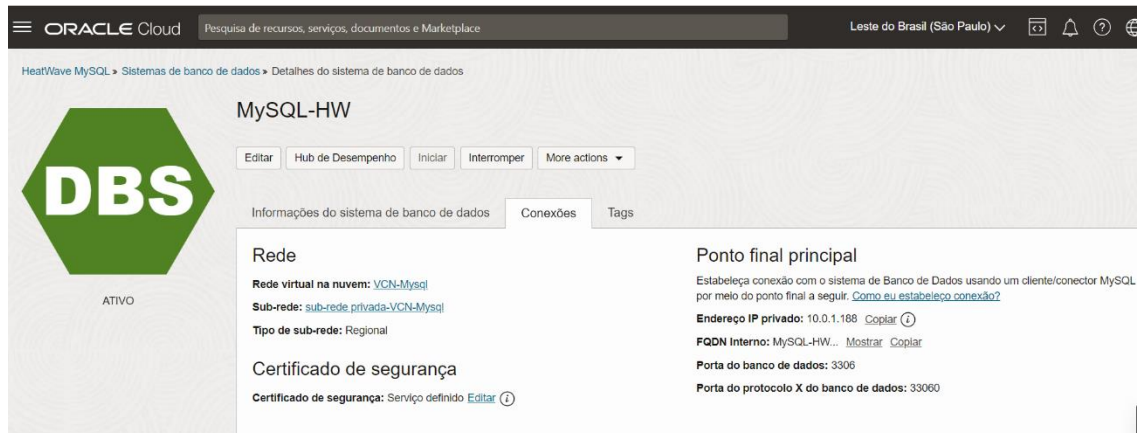 ORACLE Cloud
Pesquisa de recursos, serviços, documentos e Marketplace
Leste do Brasil (São Paulo)
HeatWave MySQL » Sistemas de banco de dados » Detalhes do sistema de banco de dados
DBS
ATIVO
MySQL-HW
Editar Hub de Desempenho Iniciar Interromper More actions
Informações do sistema de banco de dados Conexões Tags
Rede
Rede virtual na nuvem: VCN-Mysql
Sub-rede: sub-rede privada-VCN-Mysql
Tipo de sub-rede: Regional
Certificado de segurança
Certificado de segurança: Serviço definido Editar
Ponto final principal
Estabeleça conexão com o sistema de Banco de Dados usando um cliente/conector MySQL
por meio do ponto final a seguir. Como eu estabeleço conexão?
Endereço IP privado: 10.0.1.188 Copiar
FQDN Interno: MySQL-HW... Mostrar Copiar
Porta do banco de dados: 3306
Porta do protocolo X do banco de dados: 33060